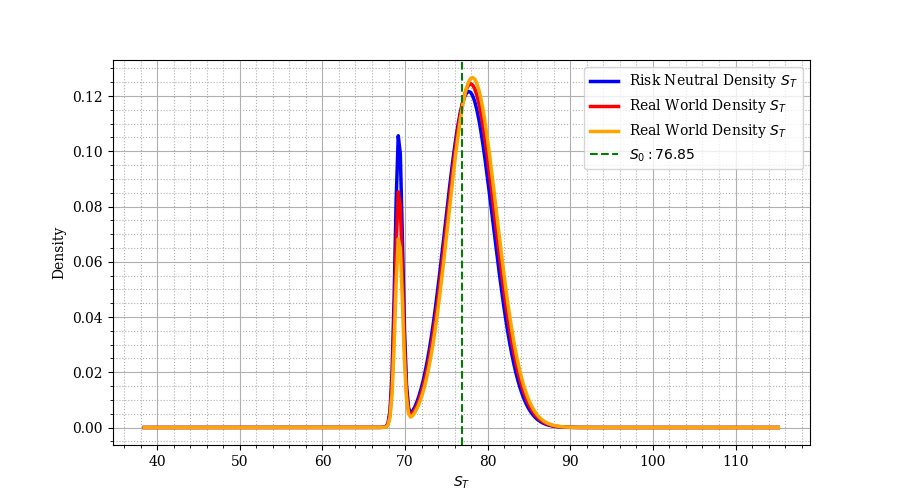 Risk Neutral Density S_T
Real World Density S_T
Real World Density S_T
S_0 : 76.85
Density
0.12
0.10
0.08
0.06
0.04
0.02
0.00
40 50 60 70 80 90 100 110
S_T